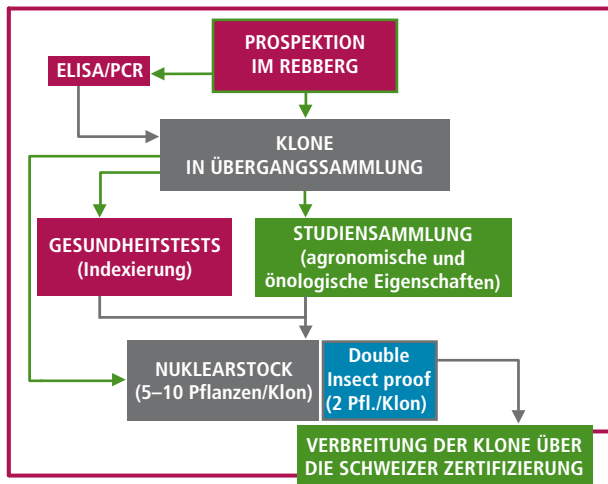 PROSPEKTION
IM REBBERG
ELISA/PCR
KLONE
IN ÜBERGANGSSAMMLUNG
GESUNDHEITSTESTS
(Indexierung)
STUDIENSAMMLUNG
(agronomische und
önologische Eigenschaften)
NUKLEARSTOCK
(5–10 Pflanzen/Klon)
Double
Insect proof
(2 Pfl./Klon)
VERBREITUNG DER KLONE ÜBER
DIE SCHWEIZER ZERTIFIZIERUNG